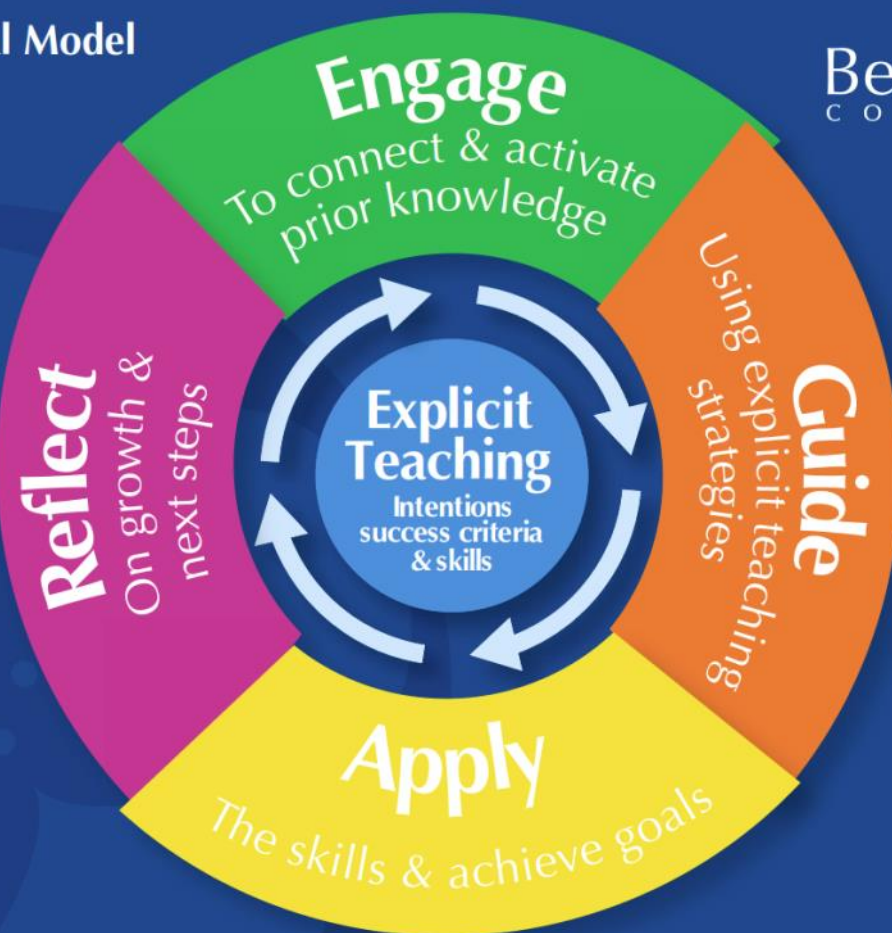 l Model
Be
C O
Engage
To connect & activate
prior knowledge
Guide
Using explicit teaching
strategies
Apply
The skills & achieve goals
Reflect
On growth &
next steps
Explicit
Teaching
Intentions
success criteria
& skills